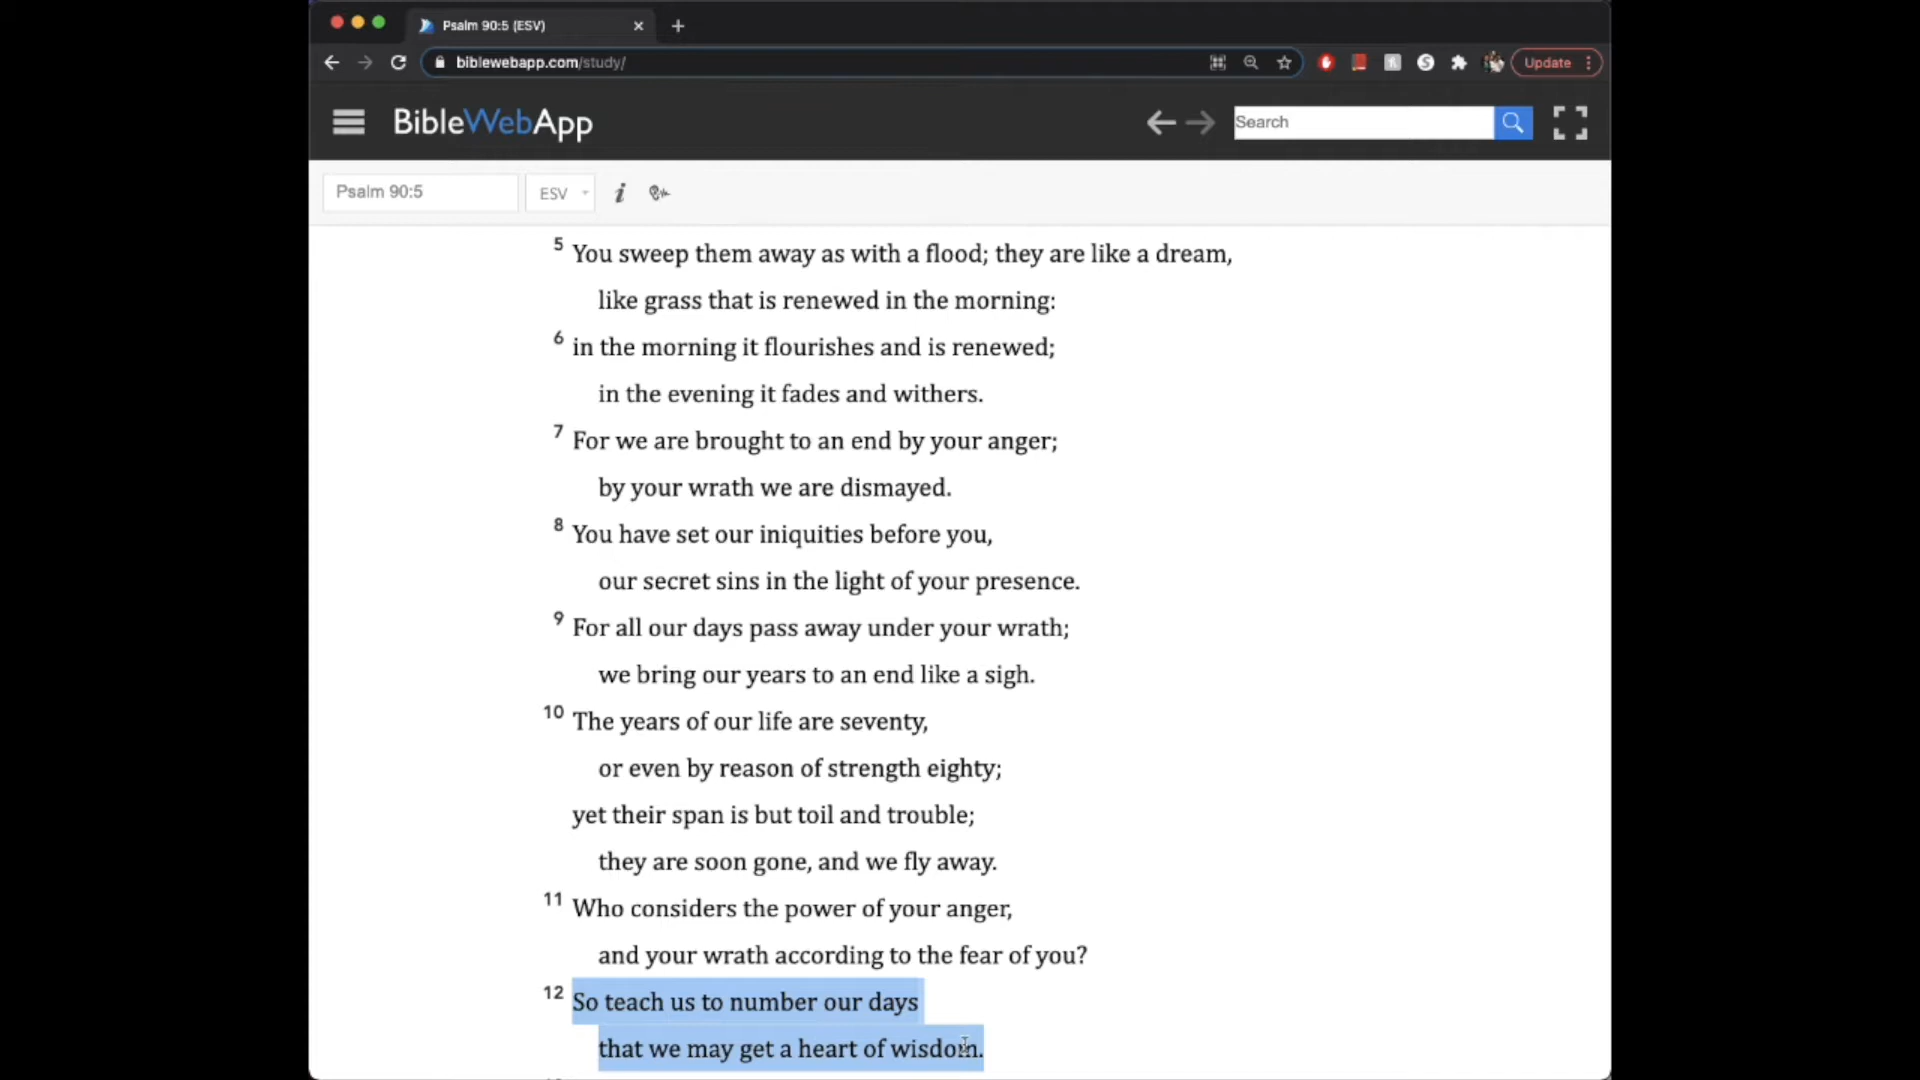 Psalm 90:5 (ESV)
biblewebapp.com/study/
Update
BibleWebApp
Search
Psalm 90:5
ESV
i
5 You sweep them away as with a flood; they are like a dream,
like grass that is renewed in the morning:
6 in the morning it flourishes and is renewed;
in the evening it fades and withers.
7 For we are brought to an end by your anger;
by your wrath we are dismayed.
8 You have set our iniquities before you,
our secret sins in the light of your presence.
9 For all our days pass away under your wrath;
we bring our years to an end like a sigh.
10 The years of our life are seventy,
or even by reason of strength eighty;
yet their span is but toil and trouble;
they are soon gone, and we fly away.
11 Who considers the power of your anger,
and your wrath according to the fear of you?
12 So teach us to number our days
that we may get a heart of wisdom.